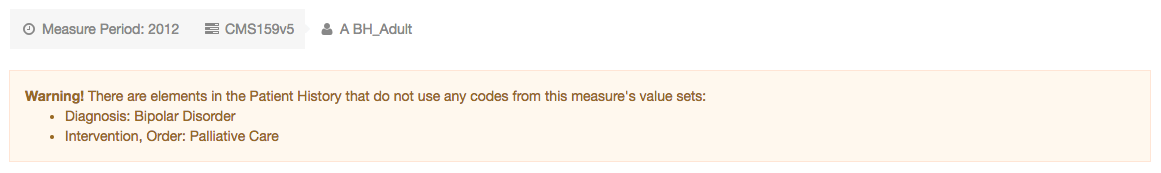 Measure Period: 2012 CMS159v5 A BH_Adult
Warning! There are elements in the Patient History that do not use any codes from this measure's value sets:
• Diagnosis: Bipolar Disorder
• Intervention, Order: Palliative Care